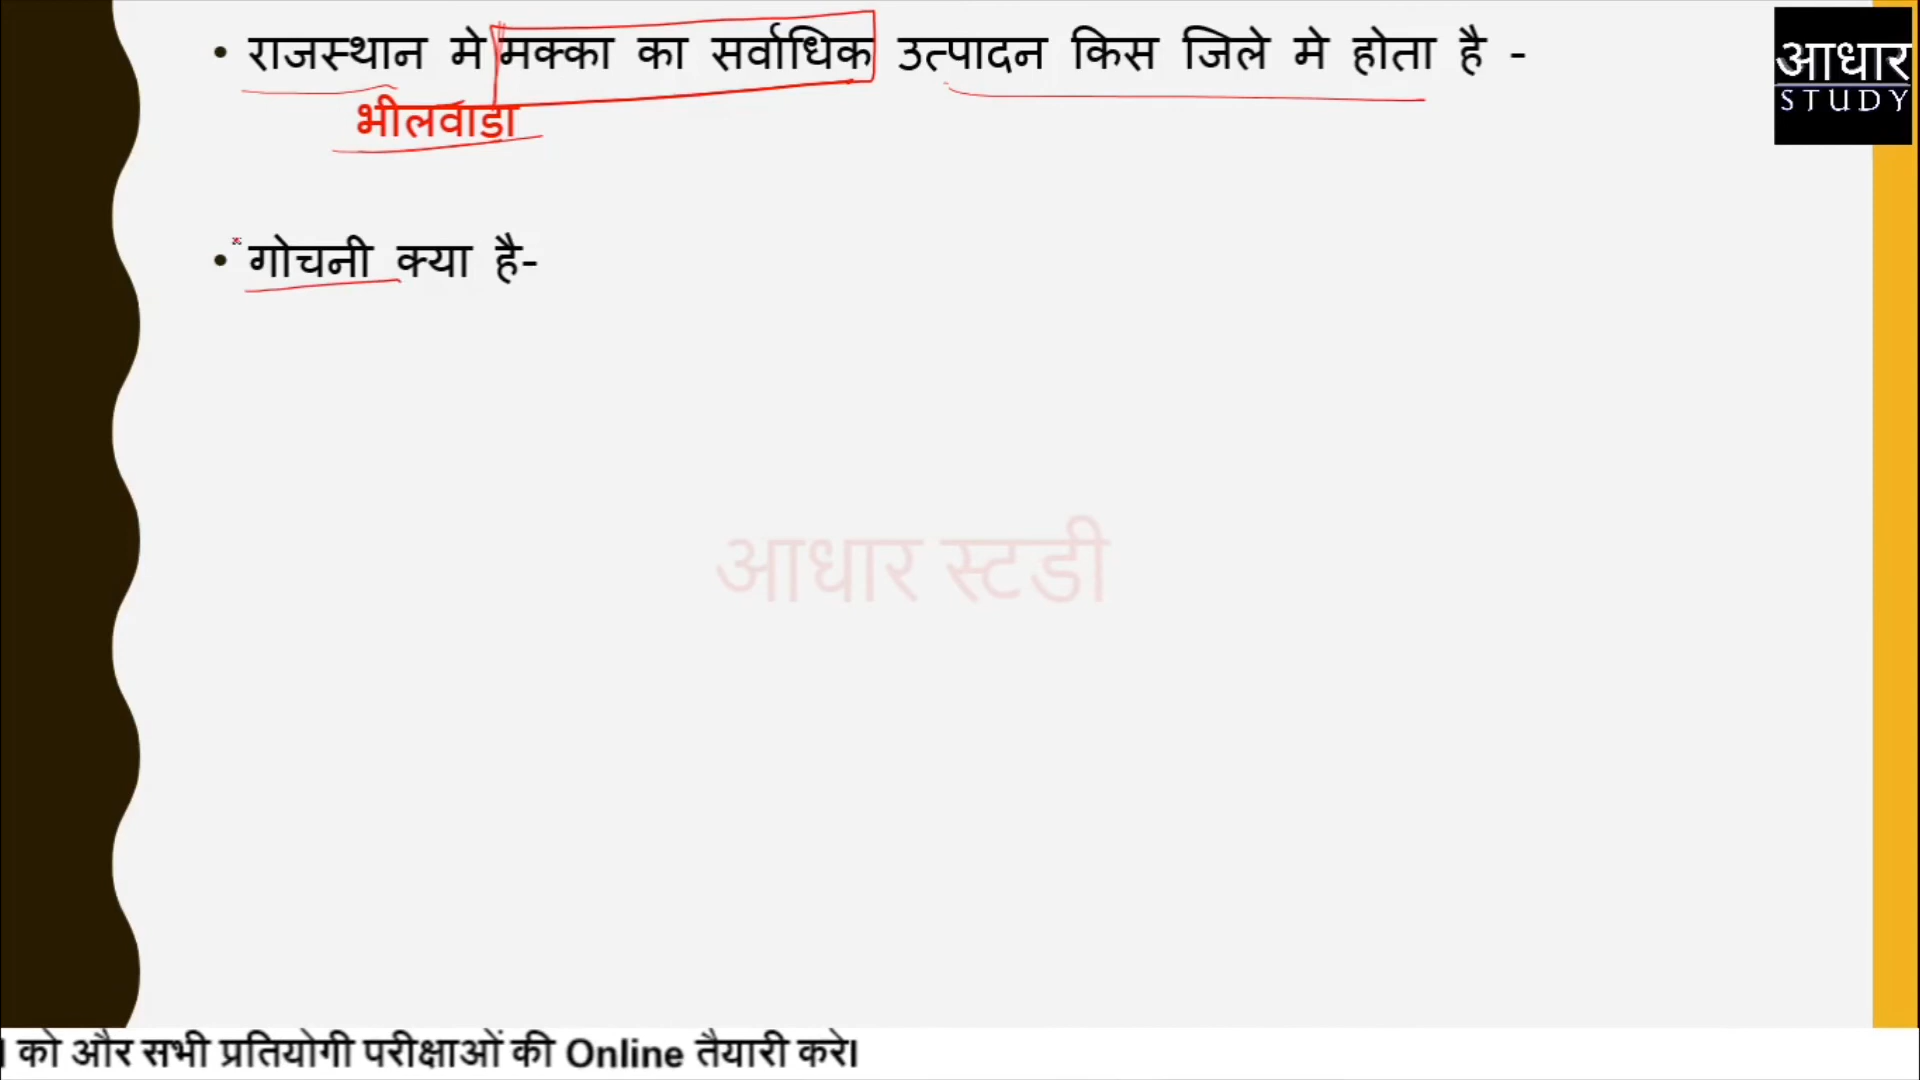 • राजस्थान मे मक्का का सर्वाधिक उत्पादन किस जिले मे होता है -
भीलवाडा
• गोचनी क्या है-
आधार
STUDY
आधार स्टडी
को और सभी प्रतियोगी परीक्षाओं की Online तैयारी करे।